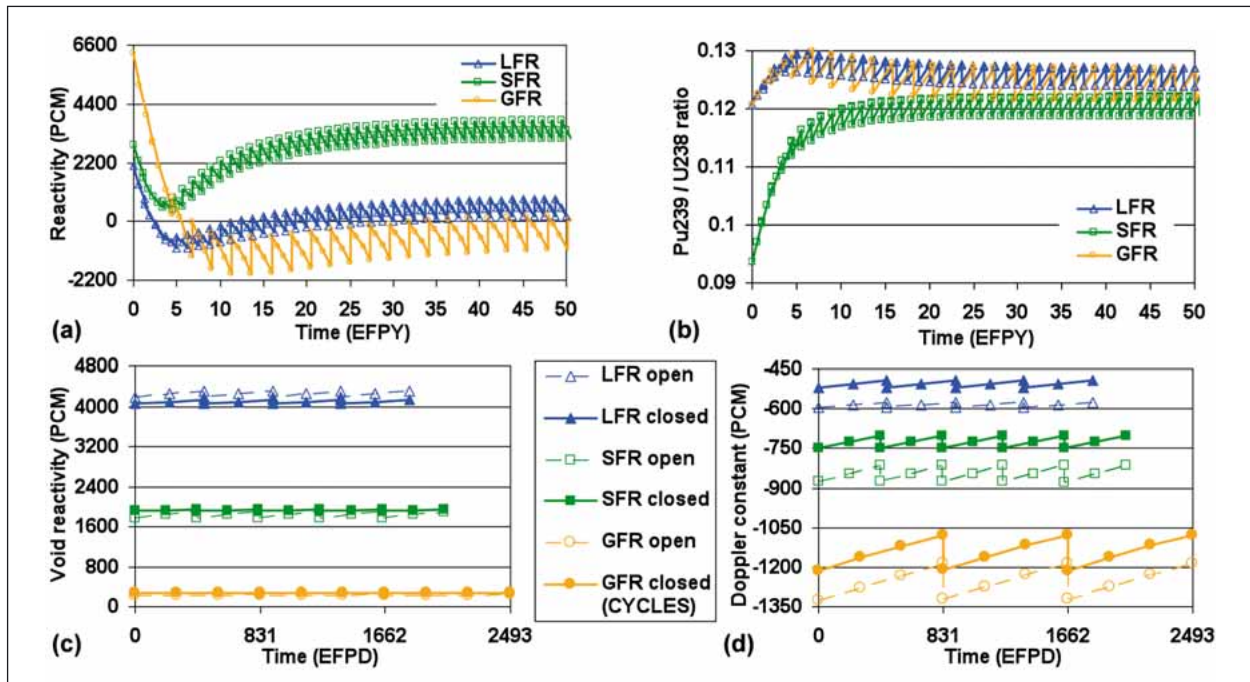 6600
4400
2200
0
-2200
Reactivity (PCM)
LFR
SFR
GFR
0 5 10 15 20 25 30 35 40 45 50
Time (EFPY)
(a)
0.13
0.12
0.11
0.1
0.09
Pu239 / U238 ratio
LFR
SFR
GFR
0 5 10 15 20 25 30 35 40 45 50
Time (EFPY)
(b)
4800
4000
3200
2400
1600
800
0
Void reactivity (PCM)
0 831 1662 2493
Time (EFPD)
(c)
LFR open
LFR closed
SFR open
SFR closed
GFR open
GFR closed
(CYCLES)
-450
-600
-750
-900
-1050
-1200
-1350
Doppler constant (PCM)
0 831 1662 2493
Time (EFPD)
(d)